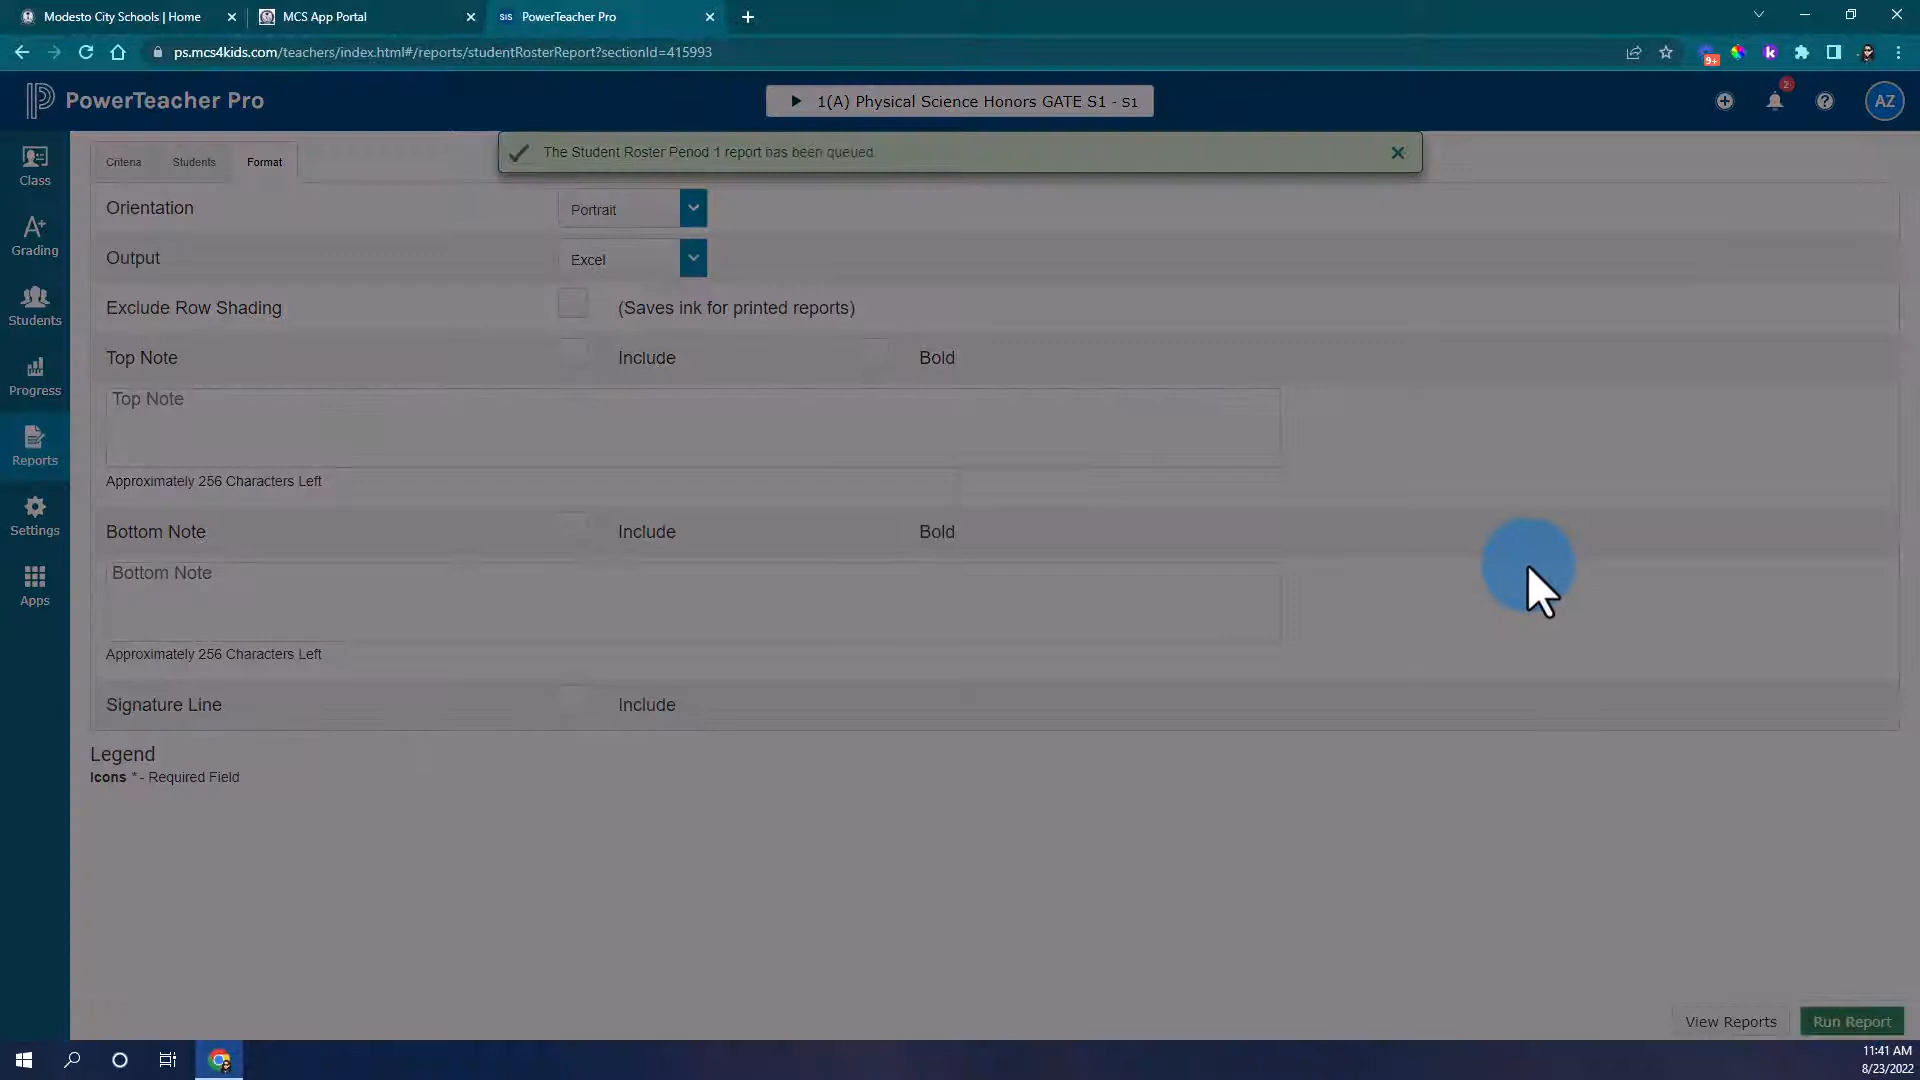 Modesto City Schools | Home
MCS App Portal
SIS PowerTeacher Pro
ps.mcs4kids.com/teachers/index.html#/reports/studentRosterReport?sectionId=415993
9+
PowerTeacher Pro
1(A) Physical Science Honors GATE S1 - S1
2
AZ
Class
Grading
Students
Progress
Reports
Settings
Apps
Criteria
Students
Format
The Student Roster Period 1 report has been queued.
Orientation
Portrait
Output
Excel
Exclude Row Shading
(Saves ink for printed reports)
Top Note
Include
Bold
Top Note
Approximately 256 Characters Left
Bottom Note
Include
Bold
Bottom Note
Approximately 256 Characters Left
Signature Line
Include
Legend
Icons * - Required Field
View Reports
Run Report
11:41 AM
8/23/2022